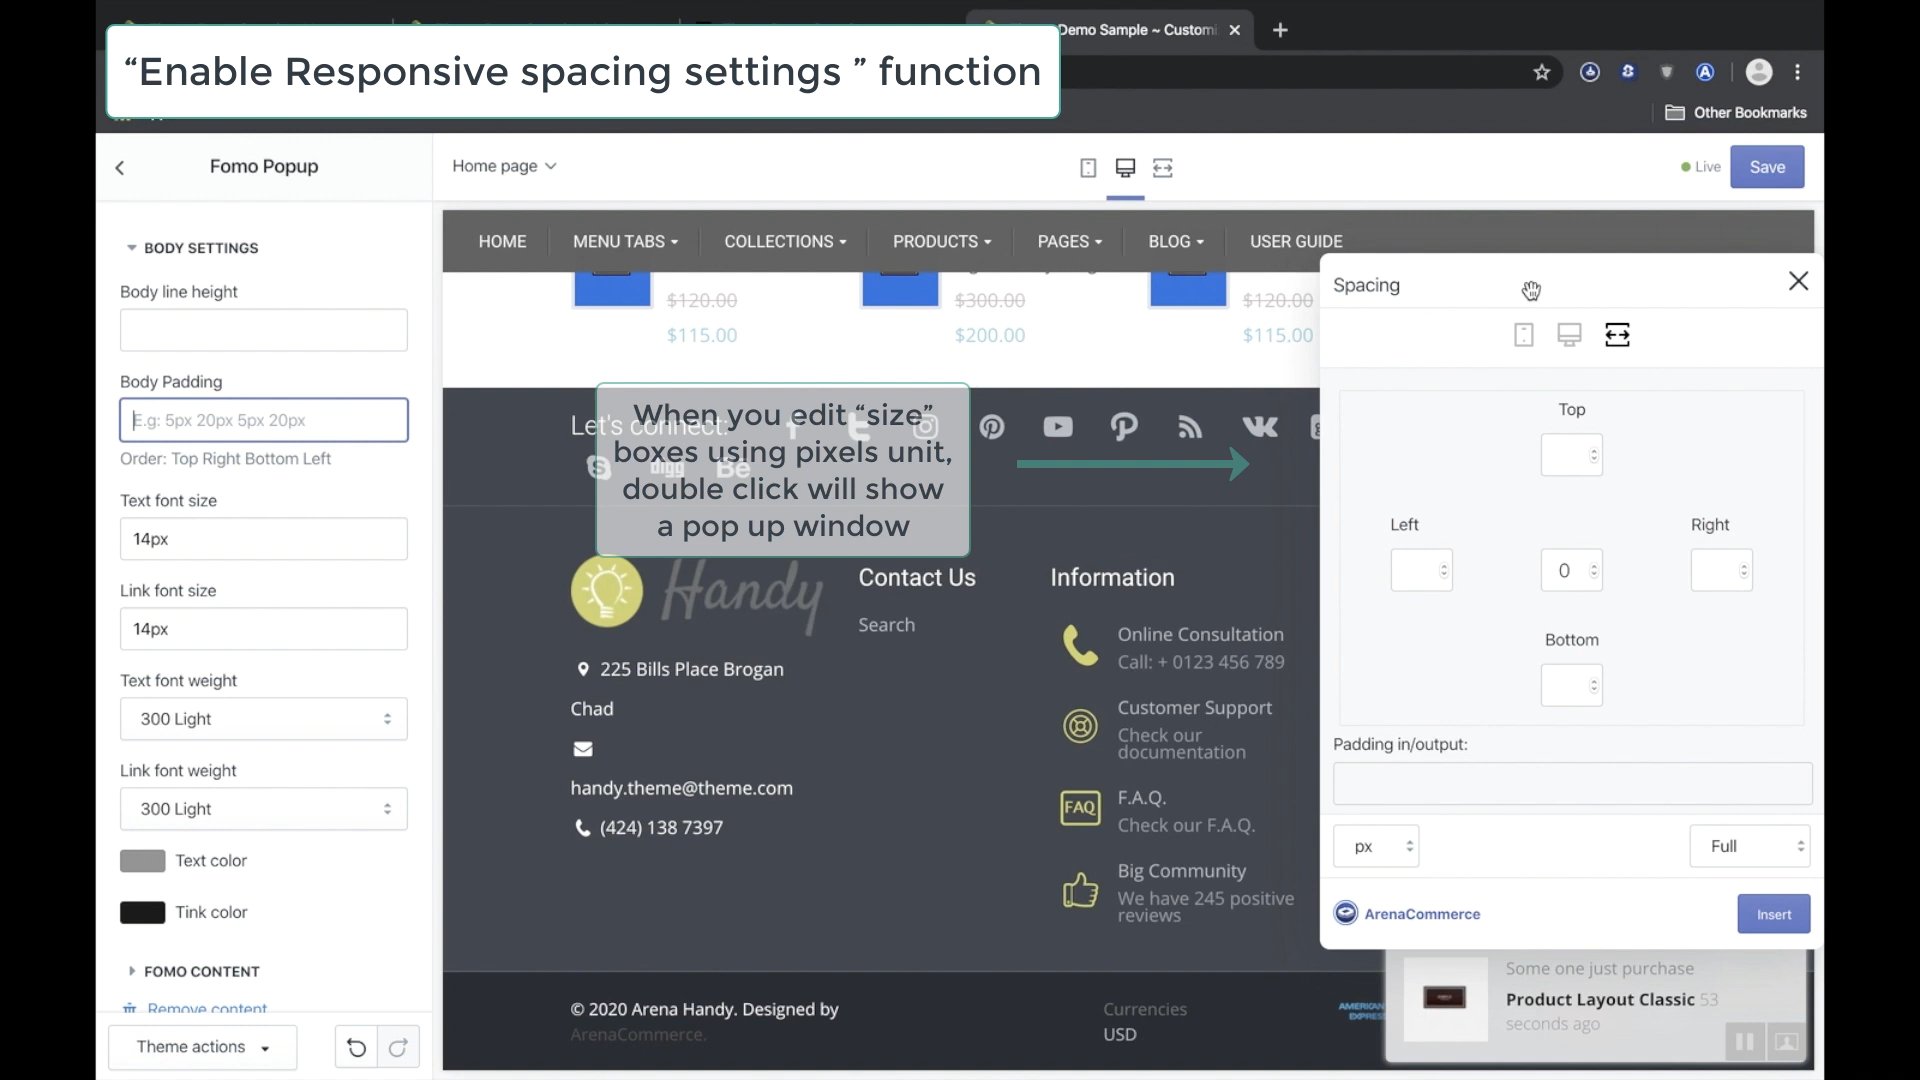 Demo Sample ~ Customi
“Enable Responsive spacing settings ” function
Other Bookmarks
Fomo Popup
Home page
Live
Save
BODY SETTINGS
Body line height
Body Padding
E.g: 5px 20px 5px 20px
Order: Top Right Bottom Left
Text font size
14px
Link font size
14px
Text font weight
300 Light
Link font weight
300 Light
Text color
Tink color
FOMO CONTENT
Remove content
Theme actions
HOME
MENU TABS
COLLECTIONS
PRODUCTS
PAGES
BLOG
USER GUIDE
$120.00
$115.00
$300.00
$200.00
$120.00
$115.00
Let's connect:
digg
Bē
When you edit “size”
boxes using pixels unit,
double click will show
a pop up window
Handy
225 Bills Place Brogan
Chad
handy.theme@theme.com
(424) 138 7397
Contact Us
Search
Information
Online Consultation
Call: + 0123 456 789
Customer Support
Check our
documentation
FAQ
F.A.Q.
Check our F.A.Q.
Big Community
We have 245 positive
reviews
© 2020 Arena Handy. Designed by
ArenaCommerce.
Currencies
USD
AMERICAN
Spacing
Top
Left
0
Right
Bottom
Padding in/output:
px
Full
ArenaCommerce
Insert
Some one just purchase
Product Layout Classic 53
seconds ago